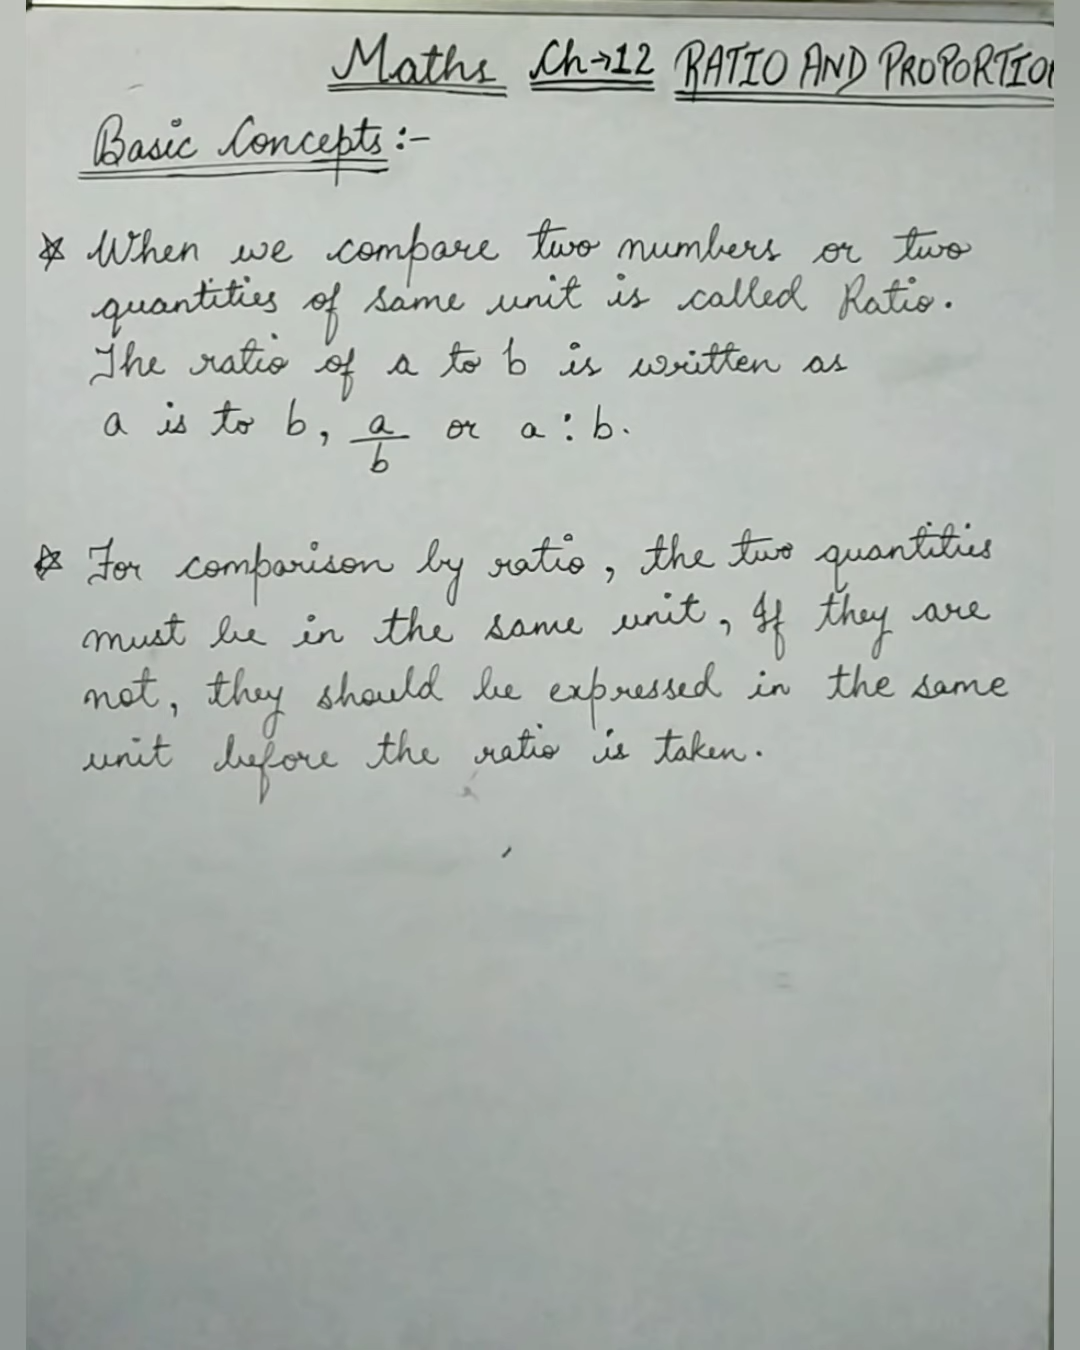 Maths Ch→12 RATIO AND PROPORTION
Basic Concepts :-
☆ When we compare two numbers or two
quantities of same unit is called Ratio.
The ratio of a to b is written as
a is to b, a/b or a : b.
☆ For comparison by ratio, the two quantities
must be in the same unit, If they are
not, they should be expressed in the same
unit before the ratio is taken.